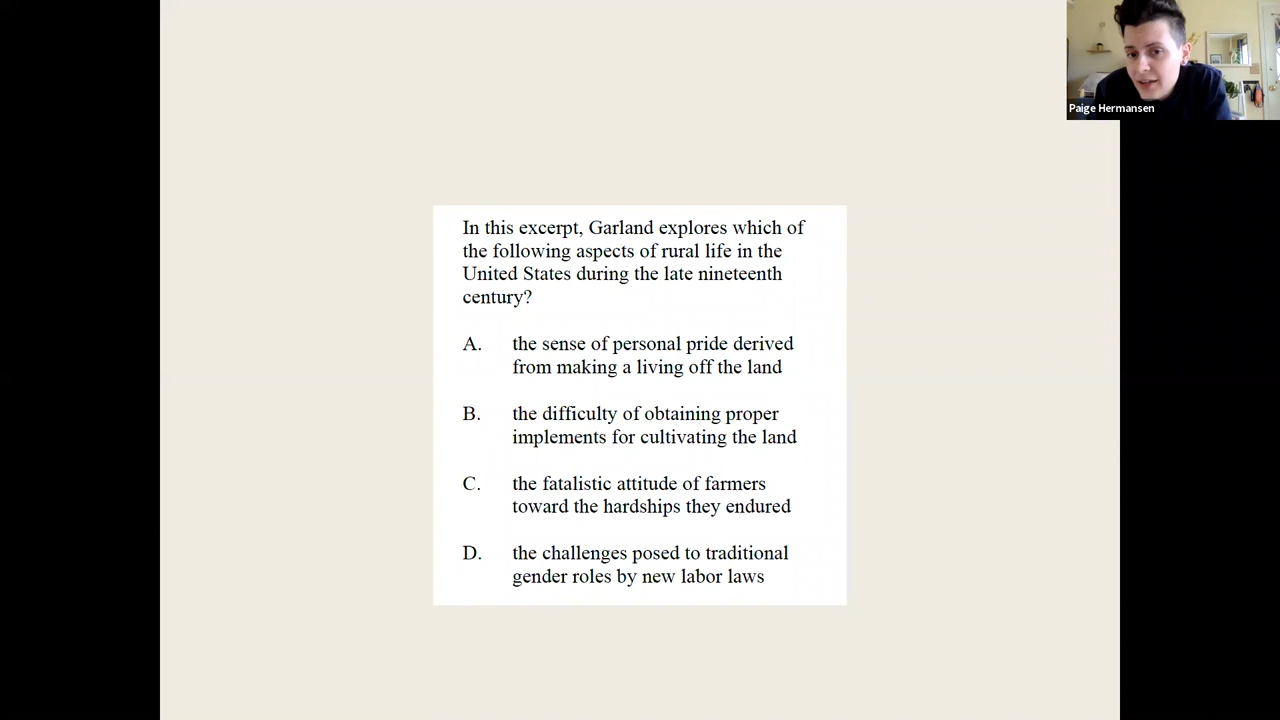 Paige Hermansen
In this excerpt, Garland explores which of
the following aspects of rural life in the
United States during the late nineteenth
century?
A. the sense of personal pride derived
from making a living off the land
B. the difficulty of obtaining proper
implements for cultivating the land
C. the fatalistic attitude of farmers
toward the hardships they endured
D. the challenges posed to traditional
gender roles by new labor laws